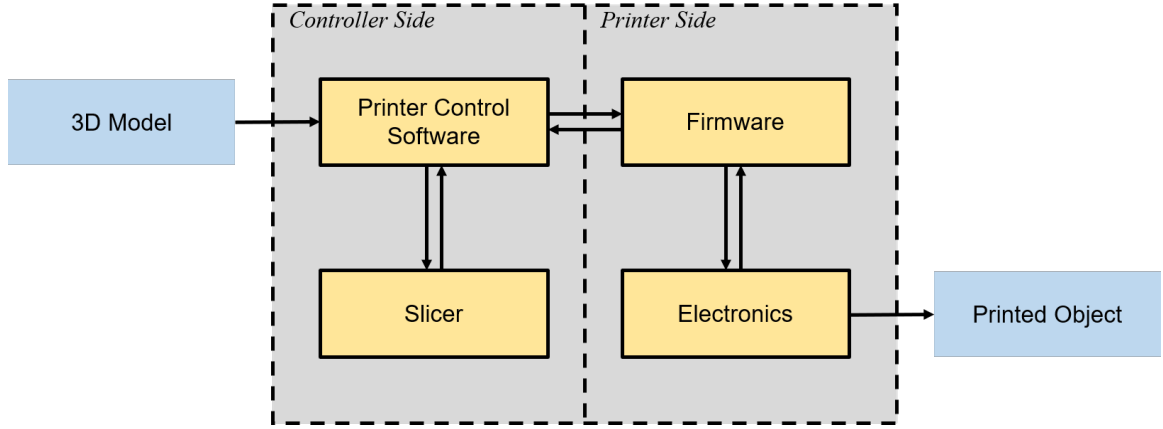 Controller Side
Printer Side
3D Model
Printer Control
Software
Firmware
Slicer
Electronics
Printed Object